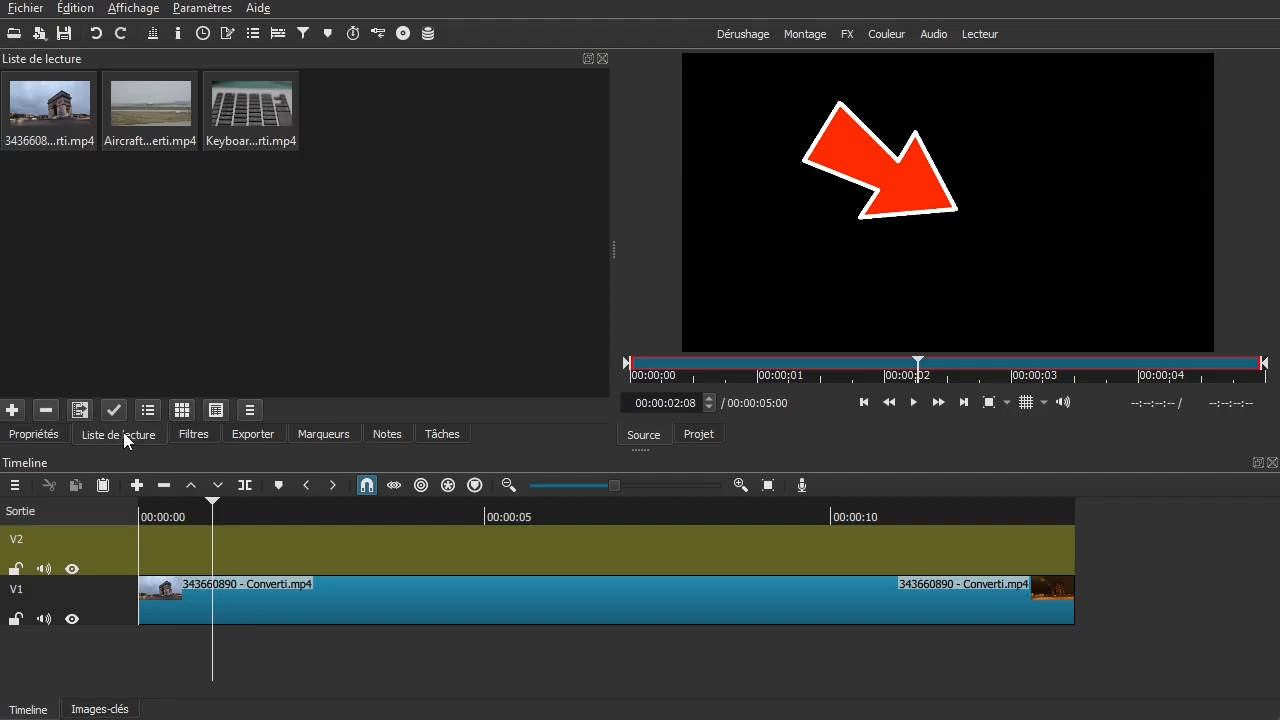 Fichier Édition Affichage Paramètres Aide
Dérushage Montage FX Couleur Audio Lecteur
Liste de lecture
3436608...rti.mp4 Aircraft...erti.mp4 Keyboar...rti.mp4
00:00:00 00:00:01 00:00:02 00:00:03 00:00:04
00:00:02:08 / 00:00:05:00 --:--:--:-- / --:--:--:--
Propriétés Liste de lecture Filtres Exporter Marqueurs Notes Tâches
Source Projet
Timeline
Sortie 00:00:00 00:00:05 00:00:10
V2
V1 343660890 - Converti.mp4 343660890 - Converti.mp4
Timeline Images-clés